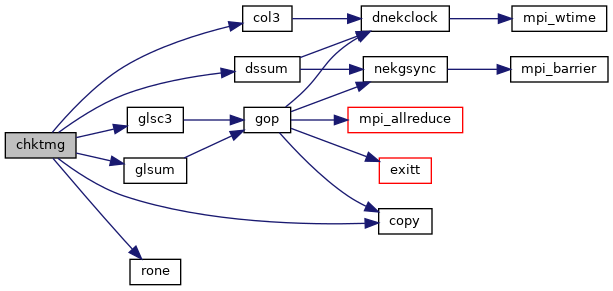 chktmg
col3
dssum
glsc3
glsum
copy
rone
dnekclock
nekgsync
gop
mpi_allreduce
exitt
mpi_wtime
mpi_barrier